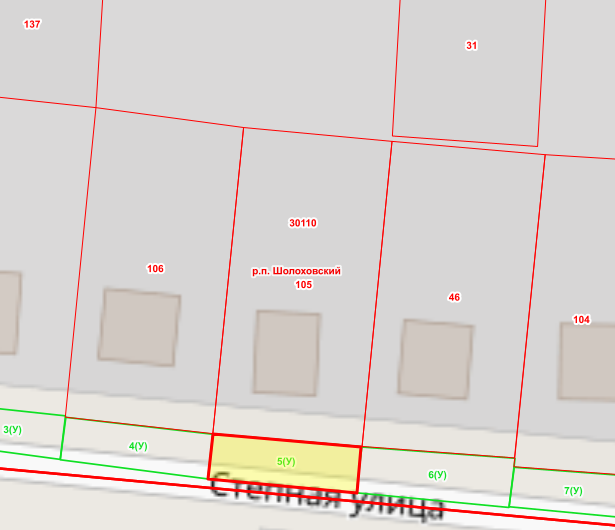 137
31
30110
106
р.п. Шолоховский
105
46
104
3(У)
4(У)
5(У)
6(У)
7(У)
Степная улица